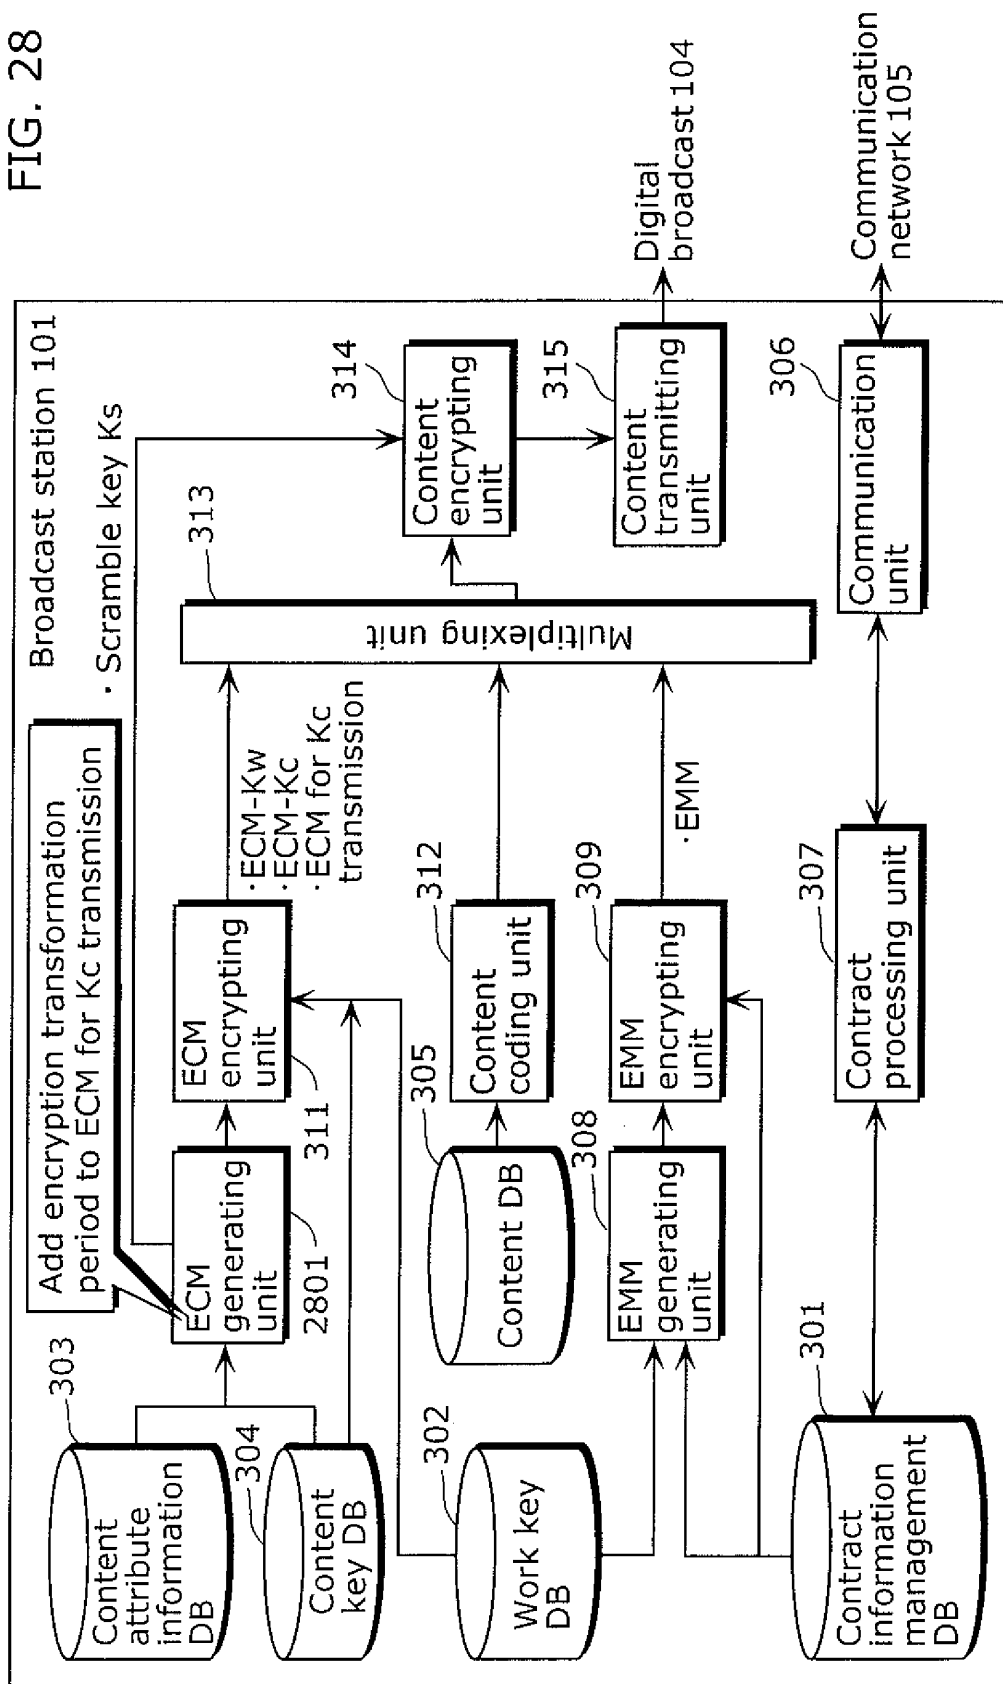 FIG. 28
Broadcast station 101
Add encryption transformation
period to ECM for Kc transmission
· Scramble key Ks
303
Content
attribute
information
DB
304
Content
key DB
ECM
generating
unit
2801
ECM
encrypting
unit
311
·ECM-Kw
·ECM-Kc
·ECM for Kc
transmission
313
Multiplexing unit
314
Content
encrypting
unit
315
Content
transmitting
unit
Digital
broadcast 104
305
Content DB
312
Content
coding unit
302
Work key
DB
308
EMM
generating
unit
309
EMM
encrypting
unit
·EMM
301
Contract
information
management
DB
307
Contract
processing unit
306
Communication
unit
Communication
network 105